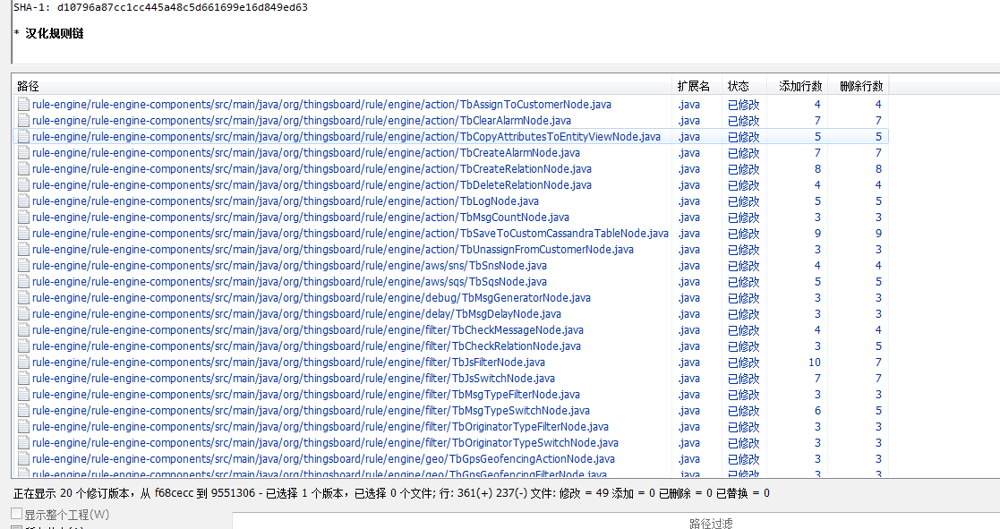 SHA-1: d10796a87cc1cc445a48c5d661699e16d849ed63
* 汉化规则链
路径 扩展名 状态 添加行数 删除行数
rule-engine/rule-engine-components/src/main/java/org/thingsboard/rule/engine/action/TbAssignToCustomerNode.java .java 已修改 4 4
rule-engine/rule-engine-components/src/main/java/org/thingsboard/rule/engine/action/TbClearAlarmNode.java .java 已修改 7 7
rule-engine/rule-engine-components/src/main/java/org/thingsboard/rule/engine/action/TbCopyAttributesToEntityViewNode.java .java 已修改 5 5
rule-engine/rule-engine-components/src/main/java/org/thingsboard/rule/engine/action/TbCreateAlarmNode.java .java 已修改 7 7
rule-engine/rule-engine-components/src/main/java/org/thingsboard/rule/engine/action/TbCreateRelationNode.java .java 已修改 8 8
rule-engine/rule-engine-components/src/main/java/org/thingsboard/rule/engine/action/TbDeleteRelationNode.java .java 已修改 4 4
rule-engine/rule-engine-components/src/main/java/org/thingsboard/rule/engine/action/TbLogNode.java .java 已修改 5 5
rule-engine/rule-engine-components/src/main/java/org/thingsboard/rule/engine/action/TbMsgCountNode.java .java 已修改 3 3
rule-engine/rule-engine-components/src/main/java/org/thingsboard/rule/engine/action/TbSaveToCustomCassandraTableNode.java .java 已修改 9 9
rule-engine/rule-engine-components/src/main/java/org/thingsboard/rule/engine/action/TbUnassignFromCustomerNode.java .java 已修改 3 3
rule-engine/rule-engine-components/src/main/java/org/thingsboard/rule/engine/aws/sns/TbSnsNode.java .java 已修改 4 4
rule-engine/rule-engine-components/src/main/java/org/thingsboard/rule/engine/aws/sqs/TbSqsNode.java .java 已修改 5 5
rule-engine/rule-engine-components/src/main/java/org/thingsboard/rule/engine/debug/TbMsgGeneratorNode.java .java 已修改 3 3
rule-engine/rule-engine-components/src/main/java/org/thingsboard/rule/engine/delay/TbMsgDelayNode.java .java 已修改 3 3
rule-engine/rule-engine-components/src/main/java/org/thingsboard/rule/engine/filter/TbCheckMessageNode.java .java 已修改 4 4
rule-engine/rule-engine-components/src/main/java/org/thingsboard/rule/engine/filter/TbCheckRelationNode.java .java 已修改 3 5
rule-engine/rule-engine-components/src/main/java/org/thingsboard/rule/engine/filter/TbJsFilterNode.java .java 已修改 10 7
rule-engine/rule-engine-components/src/main/java/org/thingsboard/rule/engine/filter/TbJsSwitchNode.java .java 已修改 7 7
rule-engine/rule-engine-components/src/main/java/org/thingsboard/rule/engine/filter/TbMsgTypeFilterNode.java .java 已修改 3 3
rule-engine/rule-engine-components/src/main/java/org/thingsboard/rule/engine/filter/TbMsgTypeSwitchNode.java .java 已修改 6 5
rule-engine/rule-engine-components/src/main/java/org/thingsboard/rule/engine/filter/TbOriginatorTypeFilterNode.java .java 已修改 3 3
rule-engine/rule-engine-components/src/main/java/org/thingsboard/rule/engine/filter/TbOriginatorTypeSwitchNode.java .java 已修改 3 3
rule-engine/rule-engine-components/src/main/java/org/thingsboard/rule/engine/geo/TbGpsGeofencingActionNode.java .java 已修改 3 3
rule-engine/rule-engine-components/src/main/java/org/thingsboard/rule/engine/geo/TbGpsGeofencingFilterNode.java .java 已修改 3 3
正在显示 20 个修订版本，从 f68cecc 到 9551306 - 已选择 1 个版本，已选择 0 个文件; 行: 361(+) 237(-) 文件: 修改 = 49 添加 = 0 已删除 = 0 已替换 = 0
显示整个工程(W)
路径过滤